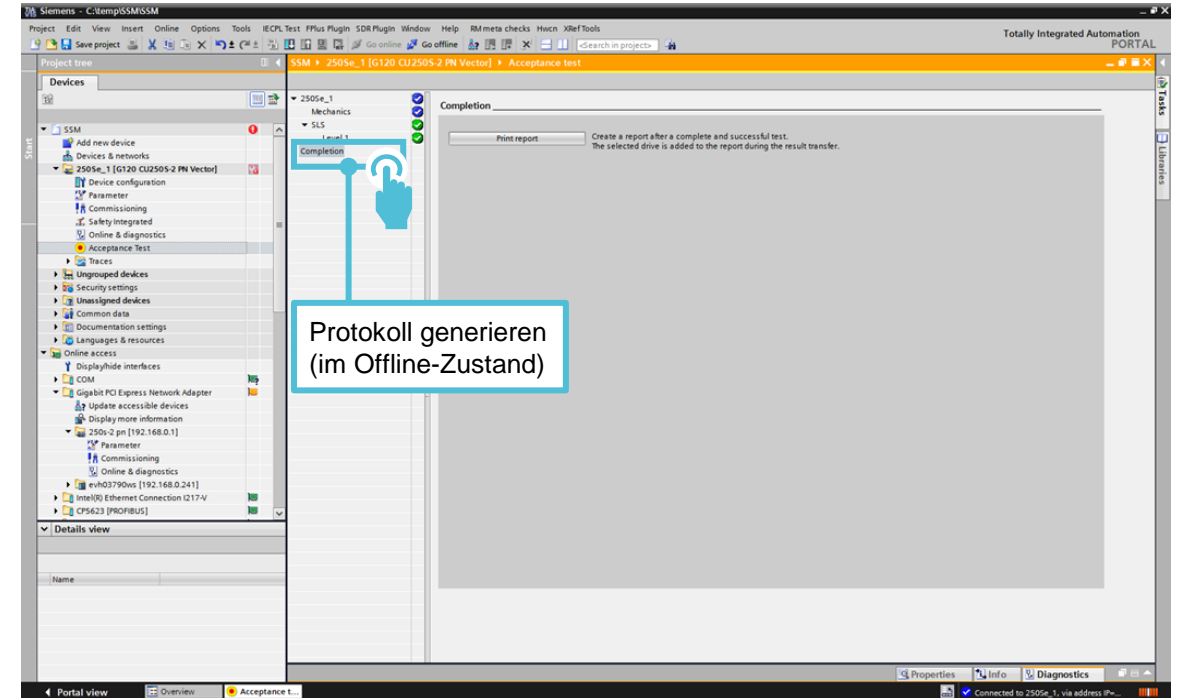 Siemens - C:\temp\SSM\SSM
Project Edit View Insert Online Options Tools IECPL Test FPlus Plugin SDR Plugin Window Help RM meta checks Hwcn XRef Tools
Totally Integrated Automation
PORTAL
Save project Go online Go offline <Search in project>
Project tree
SSM › 250Se_1 [G120 CU250S-2 PN Vector] › Acceptance test
Devices
Start
SSM
Add new device
Devices & networks
250Se_1 [G120 CU250S-2 PN Vector]
Device configuration
Parameter
Commissioning
Safety Integrated
Online & diagnostics
Acceptance Test
Traces
Ungrouped devices
Security settings
Unassigned devices
Common data
Documentation settings
Languages & resources
Online access
Display/hide interfaces
COM
Gigabit PCI Express Network Adapter
Update accessible devices
Display more information
250s-2 pn [192.168.0.1]
Parameter
Commissioning
Online & diagnostics
evh03790ws [192.168.0.241]
Intel(R) Ethernet Connection I217-V
CP5623 [PROFIBUS]
Details view
Name
250Se_1
Mechanics
SLS
Level 1
Completion
Completion
Print report
Create a report after a complete and successful test.
The selected drive is added to the report during the result transfer.
Protokoll generieren
(im Offline-Zustand)
Tasks
Libraries
Properties Info Diagnostics
Portal view Overview Acceptance t... Connected to 250Se_1, via address IP=...